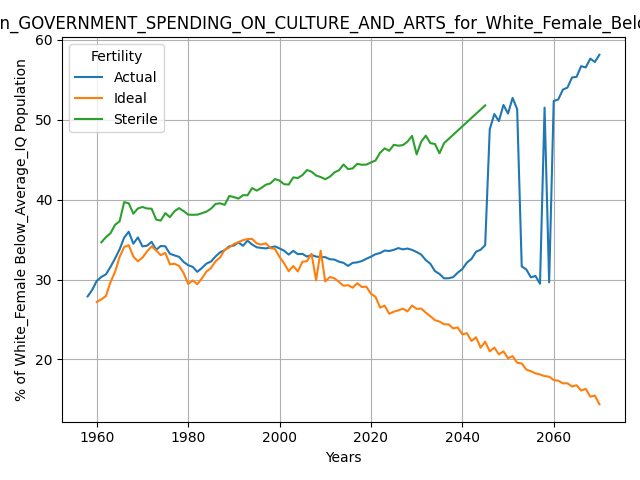 n_GOVERNMENT_SPENDING_ON_CULTURE_AND_ARTS_for_White_Female_Belo
% of White_Female Below_Average_IQ Population
60
50
40
30
20
Fertility
Actual
Ideal
Sterile
1960 1980 2000 2020 2040 2060
Years